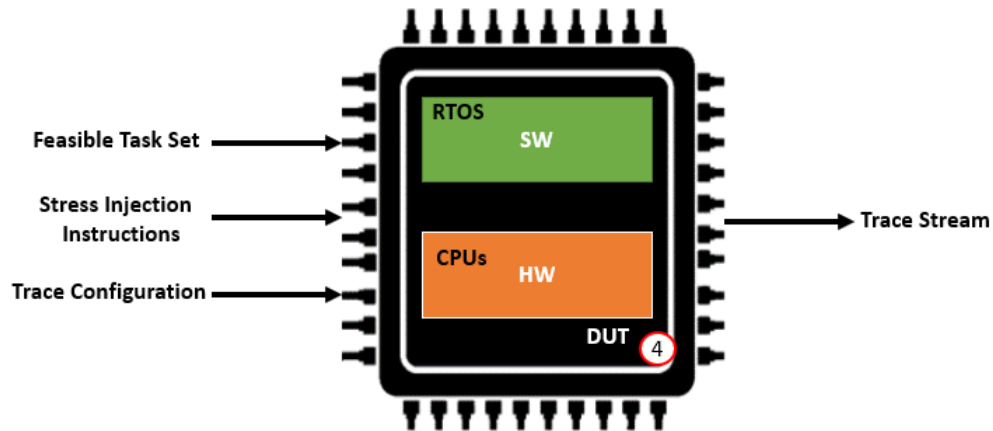 RTOS
SW
Feasible Task Set
Stress Injection
Instructions
Trace Stream
CPUs
HW
Trace Configuration
DUT
4